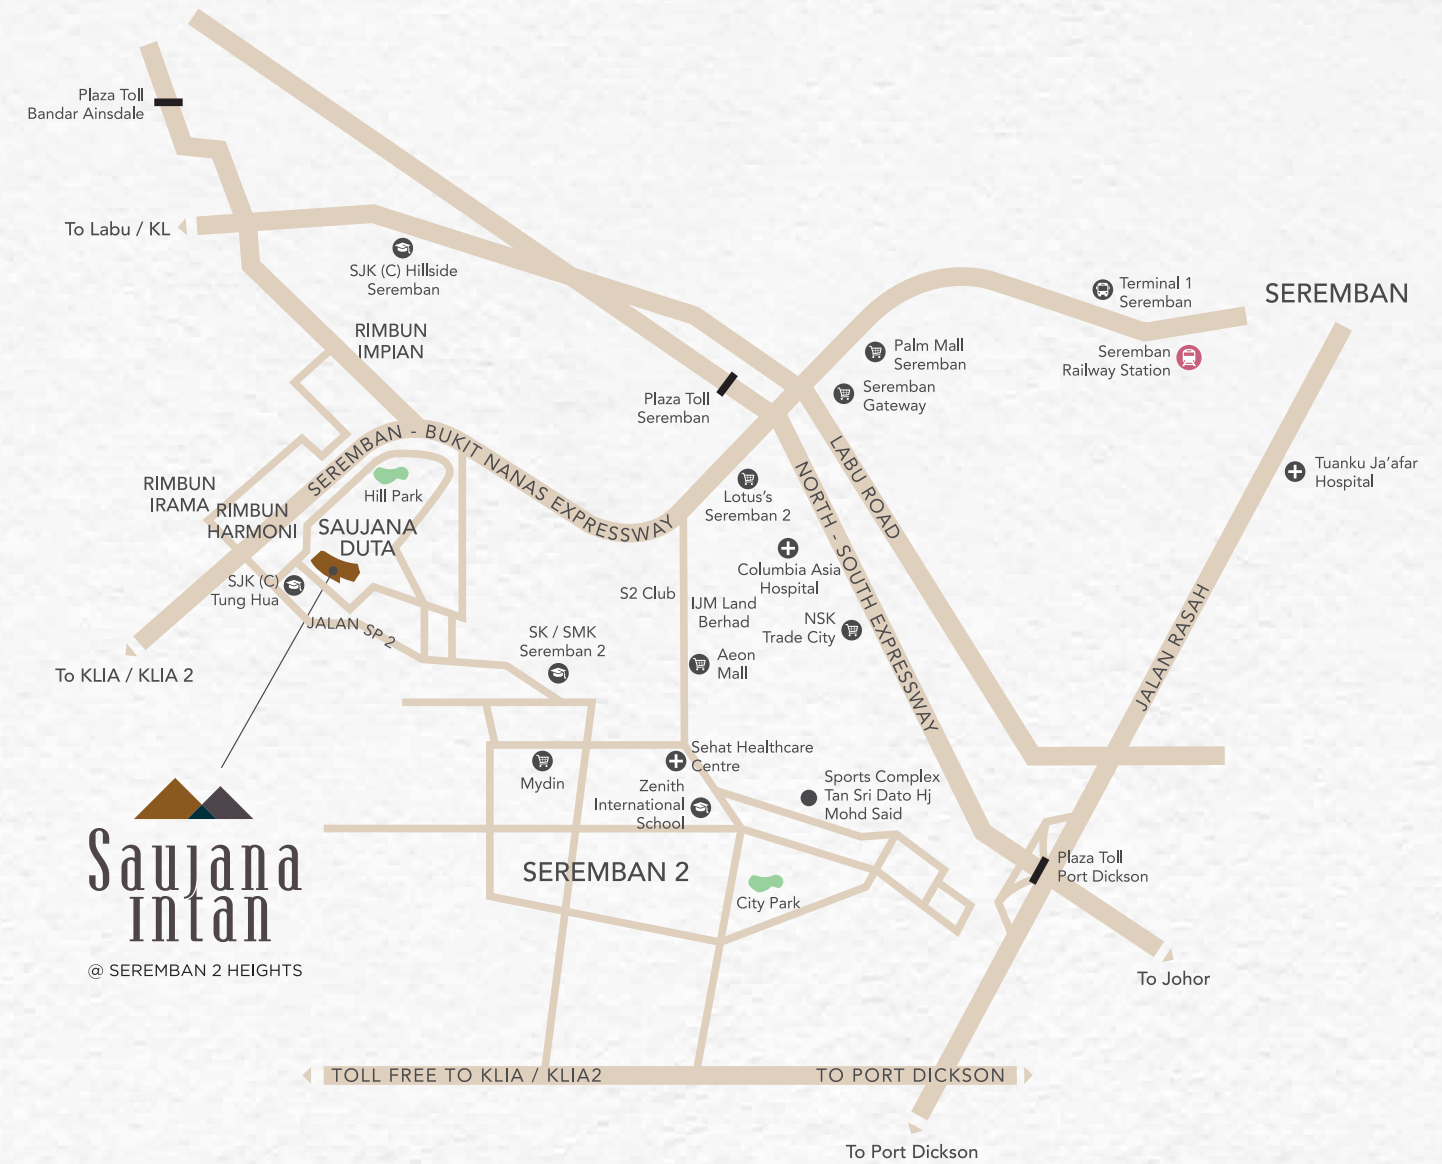 Plaza Toll
Bandar Ainsdale
To Labu / KL
SJK (C) Hillside
Seremban
RIMBUN
IMPIAN
Terminal 1
Seremban
SEREMBAN
Palm Mall
Seremban
Seremban
Railway Station
Seremban
Gateway
Plaza Toll
Seremban
SEREMBAN - BUKIT NANAS EXPRESSWAY
LABU ROAD
NORTH - SOUTH EXPRESSWAY
Tuanku Ja'afar
Hospital
RIMBUN
IRAMA
RIMBUN
HARMONI
Hill Park
SAUJANA
DUTA
Lotus's
Seremban 2
Columbia Asia
Hospital
SJK (C)
Tung Hua
S2 Club
IJM Land
Berhad
NSK
Trade City
JALAN SP 2
SK / SMK
Seremban 2
Aeon
Mall
JALAN RASAH
To KLIA / KLIA 2
Sehat Healthcare
Centre
Mydin
Zenith
International
School
Sports Complex
Tan Sri Dato Hj
Mohd Said
SEREMBAN 2
City Park
Plaza Toll
Port Dickson
Saujana
Intan
@ SEREMBAN 2 HEIGHTS
To Johor
TOLL FREE TO KLIA / KLIA2
TO PORT DICKSON
To Port Dickson